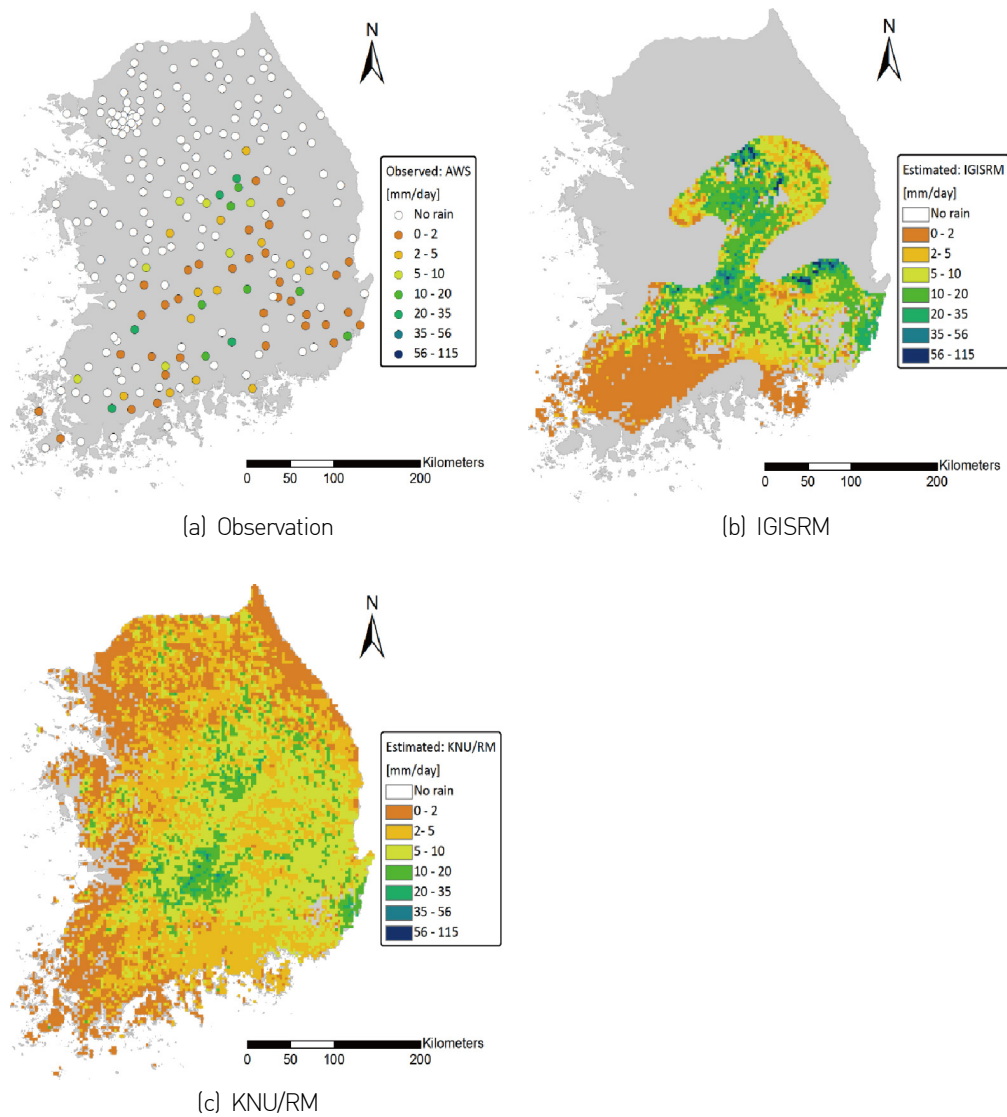 N
Observed: AWS
[mm/day]
No rain
0 - 2
2 - 5
5 - 10
10 - 20
20 - 35
35 - 56
56 - 115
Kilometers
0 50 100 200
(a) Observation
N
Estimated: IGISRM
[mm/day]
No rain
0 - 2
2 - 5
5 - 10
10 - 20
20 - 35
35 - 56
56 - 115
Kilometers
0 50 100 200
(b) IGISRM
N
Estimated: KNU/RM
[mm/day]
No rain
0 - 2
2- 5
5 - 10
10 - 20
20 - 35
35 - 56
56 - 115
Kilometers
0 50 100 200
(c) KNU/RM